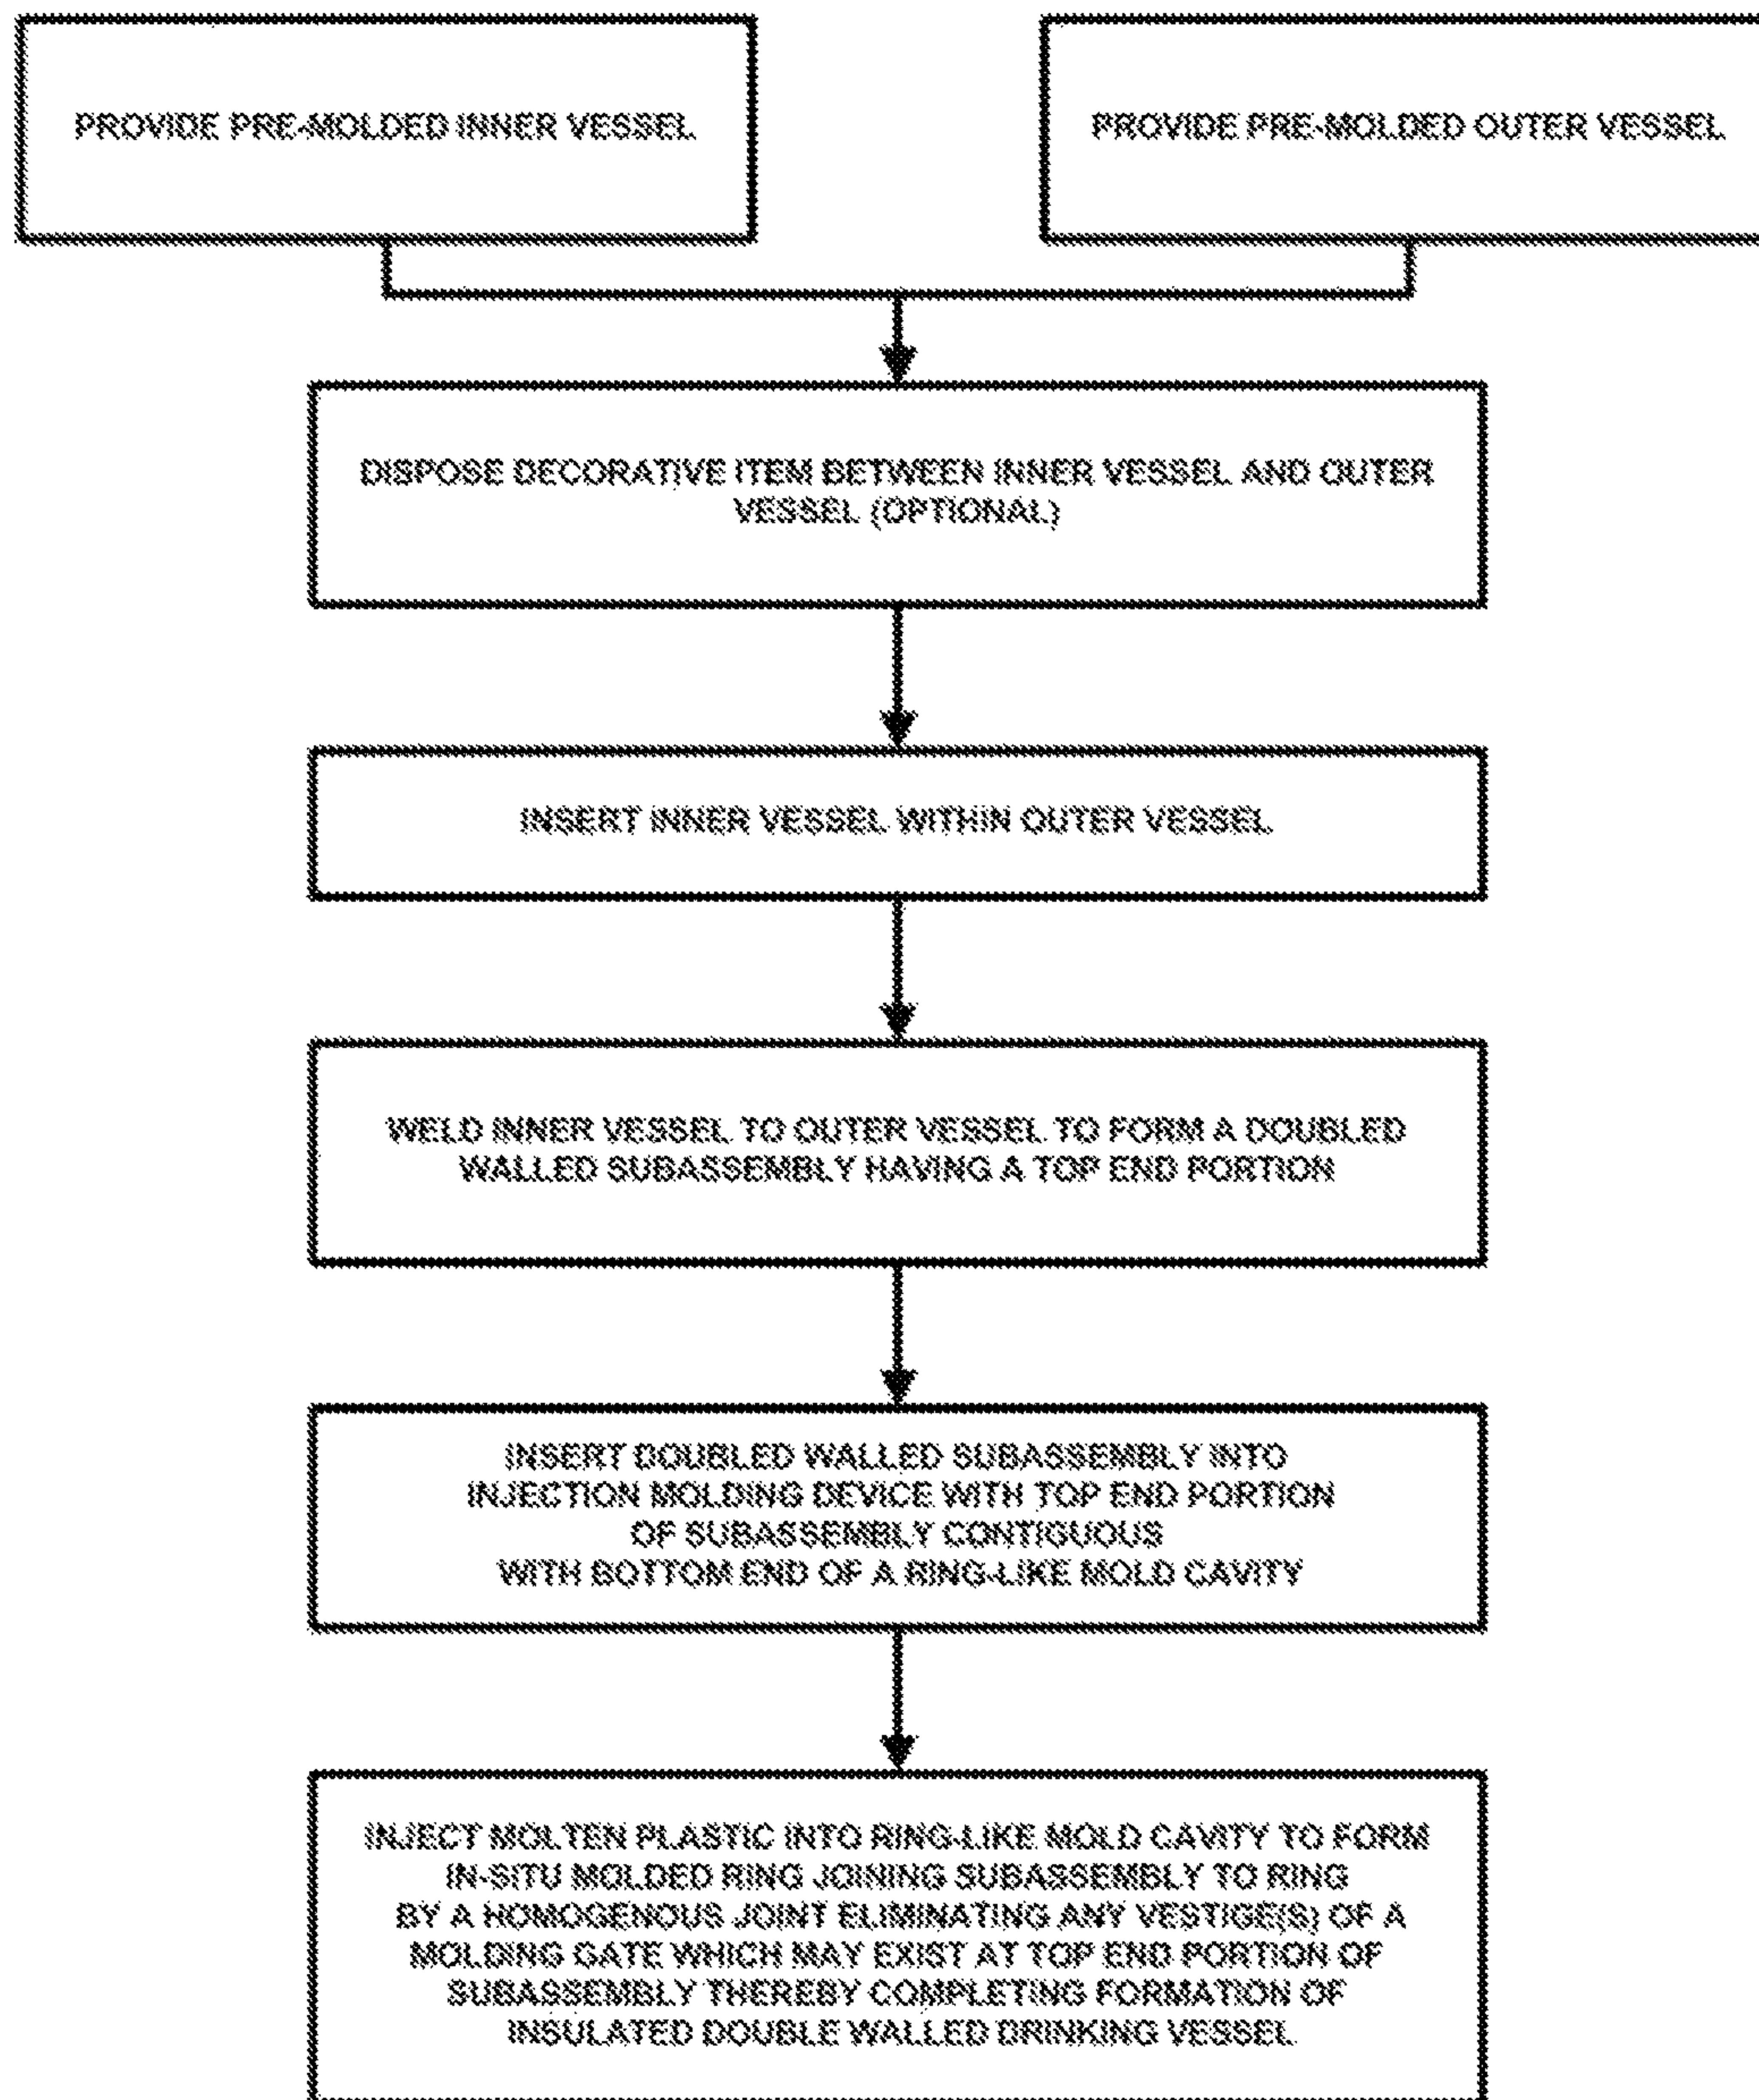 PROVIDE PRE-MOLDED INNER VESSEL
PROVIDE PRE-MOLDED OUTER VESSEL
DISPOSE DECORATIVE ITEM BETWEEN INNER VESSEL AND OUTER
VESSEL (OPTIONAL)
INSERT INNER VESSEL WITHIN OUTER VESSEL
WELD INNER VESSEL TO OUTER VESSEL TO FORM A DOUBLED
WALLED SUBASSEMBLY HAVING A TOP END PORTION
INSERT DOUBLED WALLED SUBASSEMBLY INTO
INJECTION MOLDING DEVICE WITH TOP END PORTION
OF SUBASSEMBLY CONTIGUOUS
WITH BOTTOM END OF A RING-LIKE MOLD CAVITY
INJECT MOLTEN PLASTIC INTO RING-LIKE MOLD CAVITY TO FORM
IN-SITU MOLDED RING JOINING SUBASSEMBLY TO RING
BY A HOMOGENOUS JOINT ELIMINATING ANY VESTIGE(S) OF A
MOLDING GATE WHICH MAY EXIST AT TOP END PORTION OF
SUBASSEMBLY THEREBY COMPLETING FORMATION OF
INSULATED DOUBLE WALLED DRINKING VESSEL